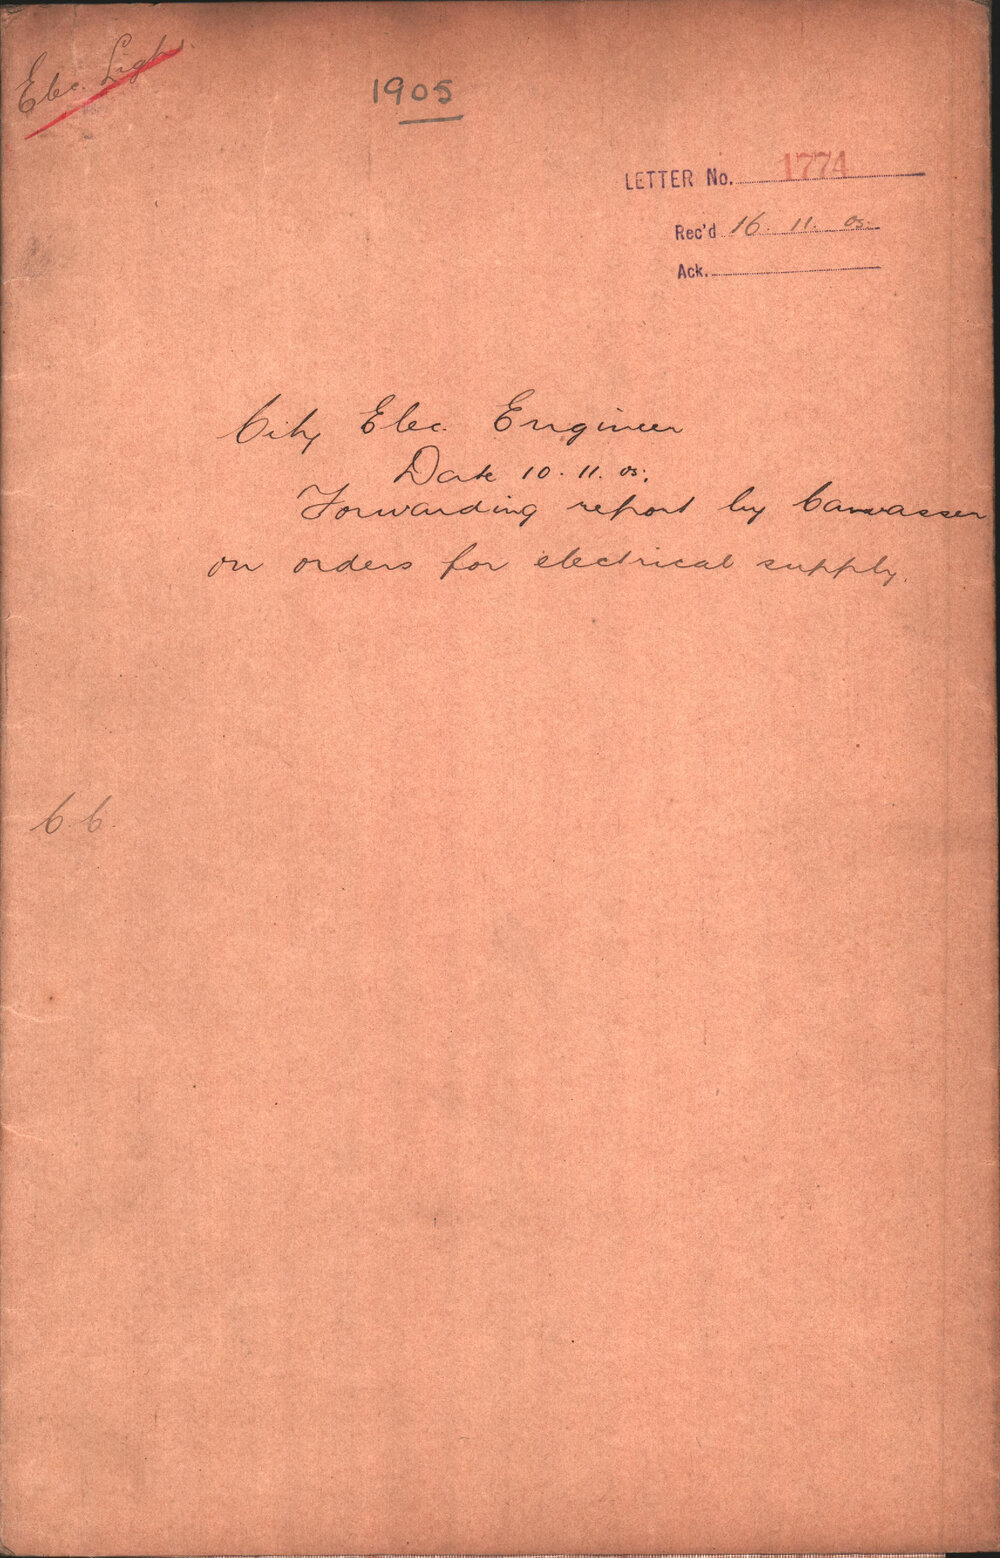 Elec. Light.
1905
LETTER No. 1774
Rec'd 16. 11. 05.
Ack.
City Elec. Engineer
Date 10. 11. 05.
Forwarding report by Canvasser
on orders for electrical supply.